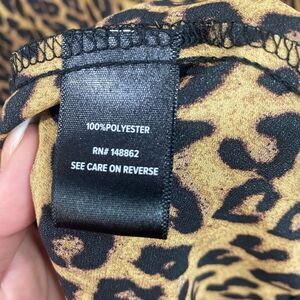 100%POLYESTER
RN# 148862
SEE CARE ON REVERSE